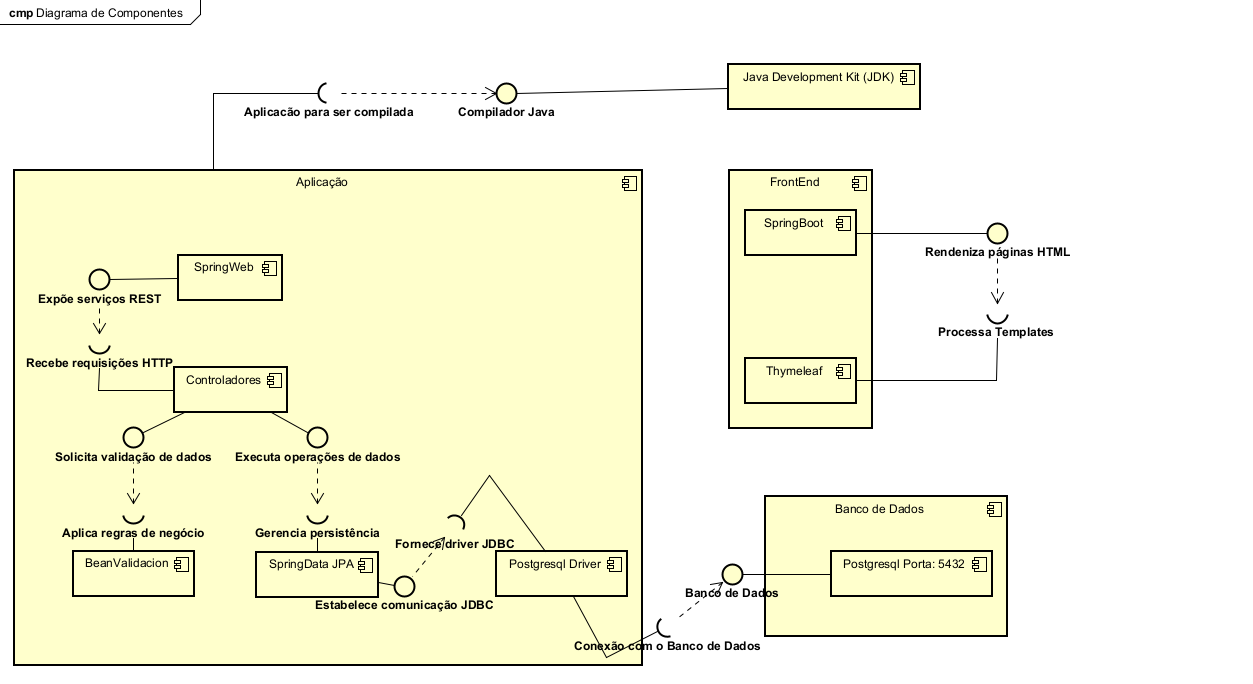 cmp Diagrama de Componentes
Java Development Kit (JDK)
Aplicacão para ser compilada
Compilador Java
Aplicação
FrontEnd
SpringBoot
Rendeniza páginas HTML
SpringWeb
Expõe serviços REST
Processa Templates
Recebe requisições HTTP
Controladores
Thymeleaf
Solicita validação de dados
Executa operações de dados
Banco de Dados
Aplica regras de negócio
Gerencia persistência
Fornece driver JDBC
BeanValidacion
SpringData JPA
Postgresql Driver
Postgresql Porta: 5432
Banco de Dados
Estabelece comunicação JDBC
Conexão com o Banco de Dados